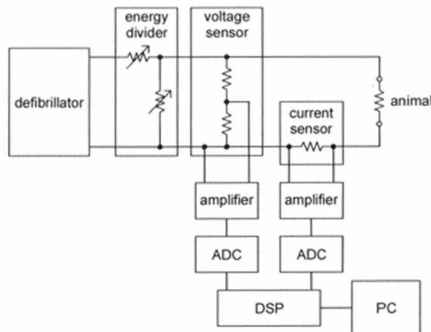 energy
divider
voltage
sensor
defibrillator
current
sensor
animal
amplifier
amplifier
ADC
ADC
DSP
PC